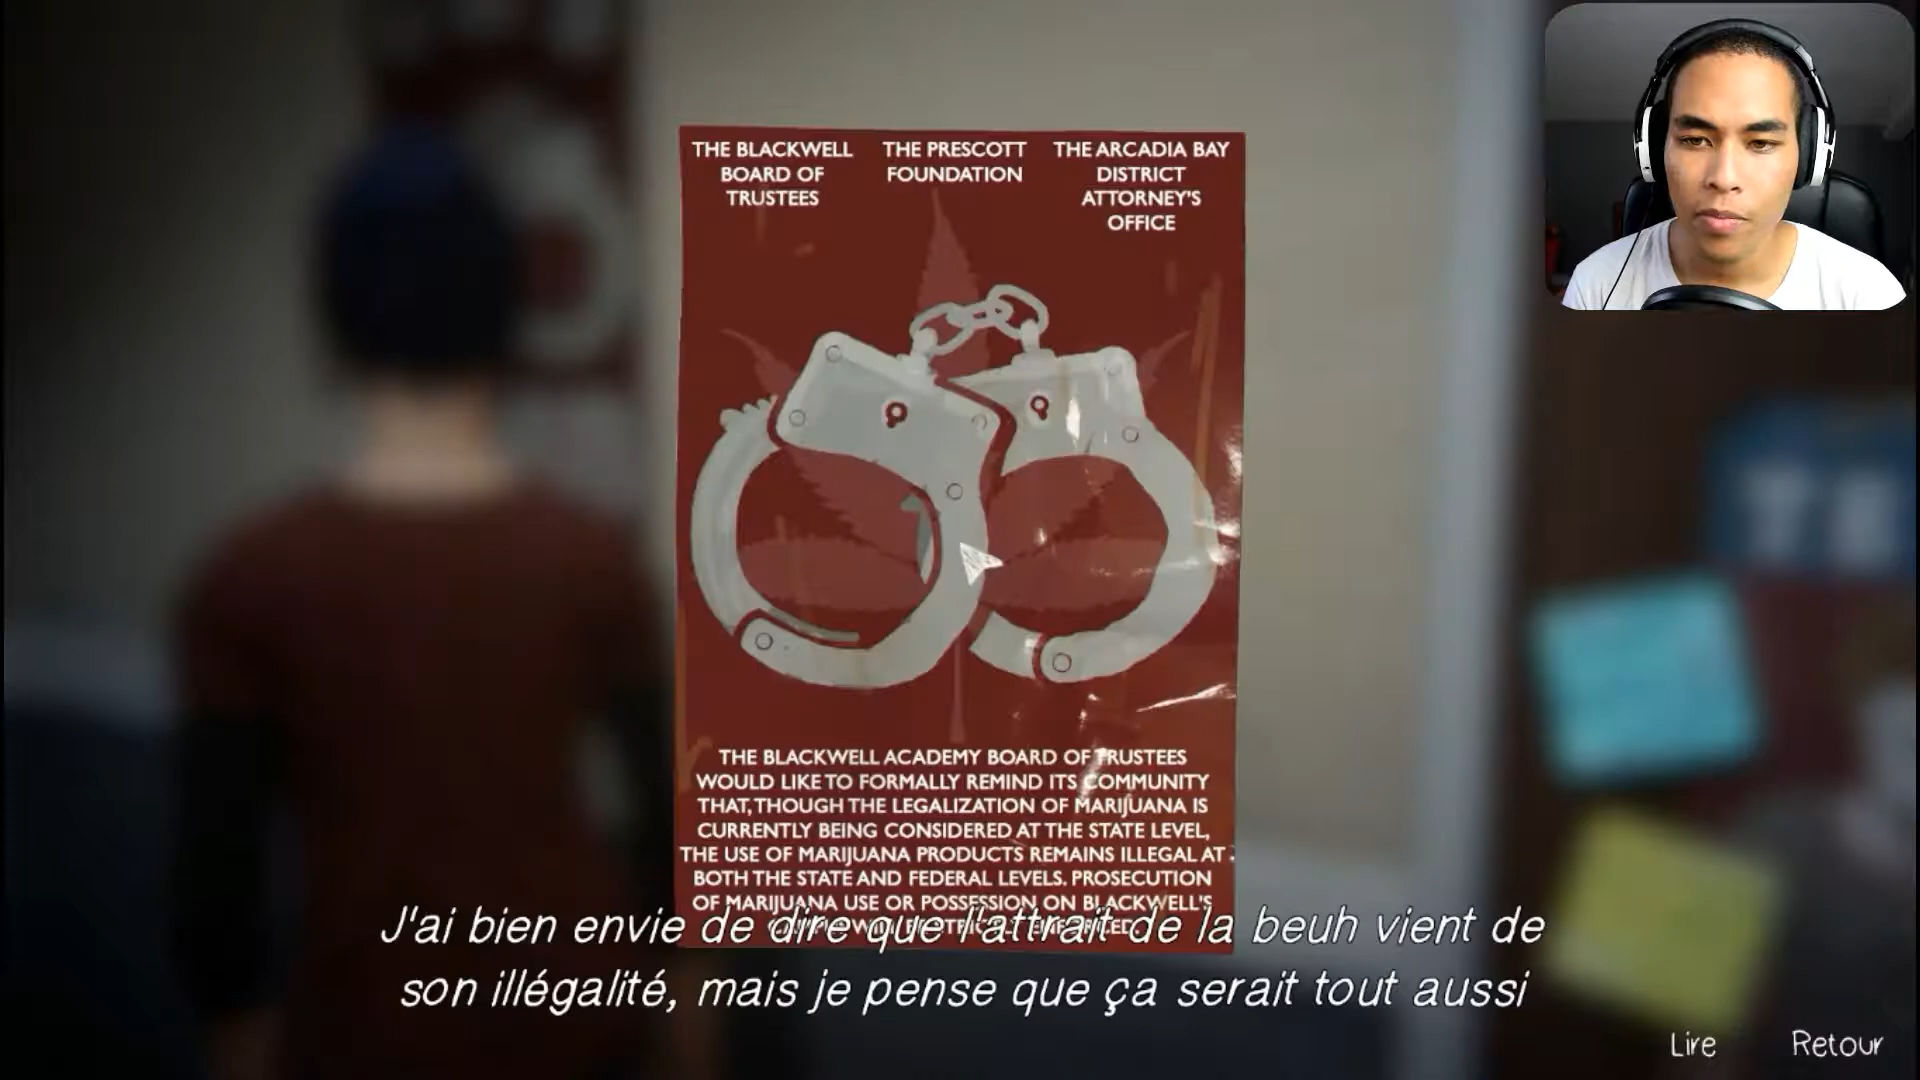 THE BLACKWELL
BOARD OF
TRUSTEES
THE PRESCOTT
FOUNDATION
THE ARCADIA BAY
DISTRICT
ATTORNEY'S
OFFICE
THE BLACKWELL ACADEMY BOARD OF TRUSTEES
WOULD LIKE TO FORMALLY REMIND ITS COMMUNITY
THAT, THOUGH THE LEGALIZATION OF MARIJUANA IS
CURRENTLY BEING CONSIDERED AT THE STATE LEVEL,
THE USE OF MARIJUANA PRODUCTS REMAINS ILLEGAL AT
BOTH THE STATE AND FEDERAL LEVELS. PROSECUTION
OF MARIJUANA USE OR POSSESSION ON BLACKWELL'S
J'ai bien envie de dire que l'attrait de la beuh vient de
son illégalité, mais je pense que ça serait tout aussi
Lire
Retour